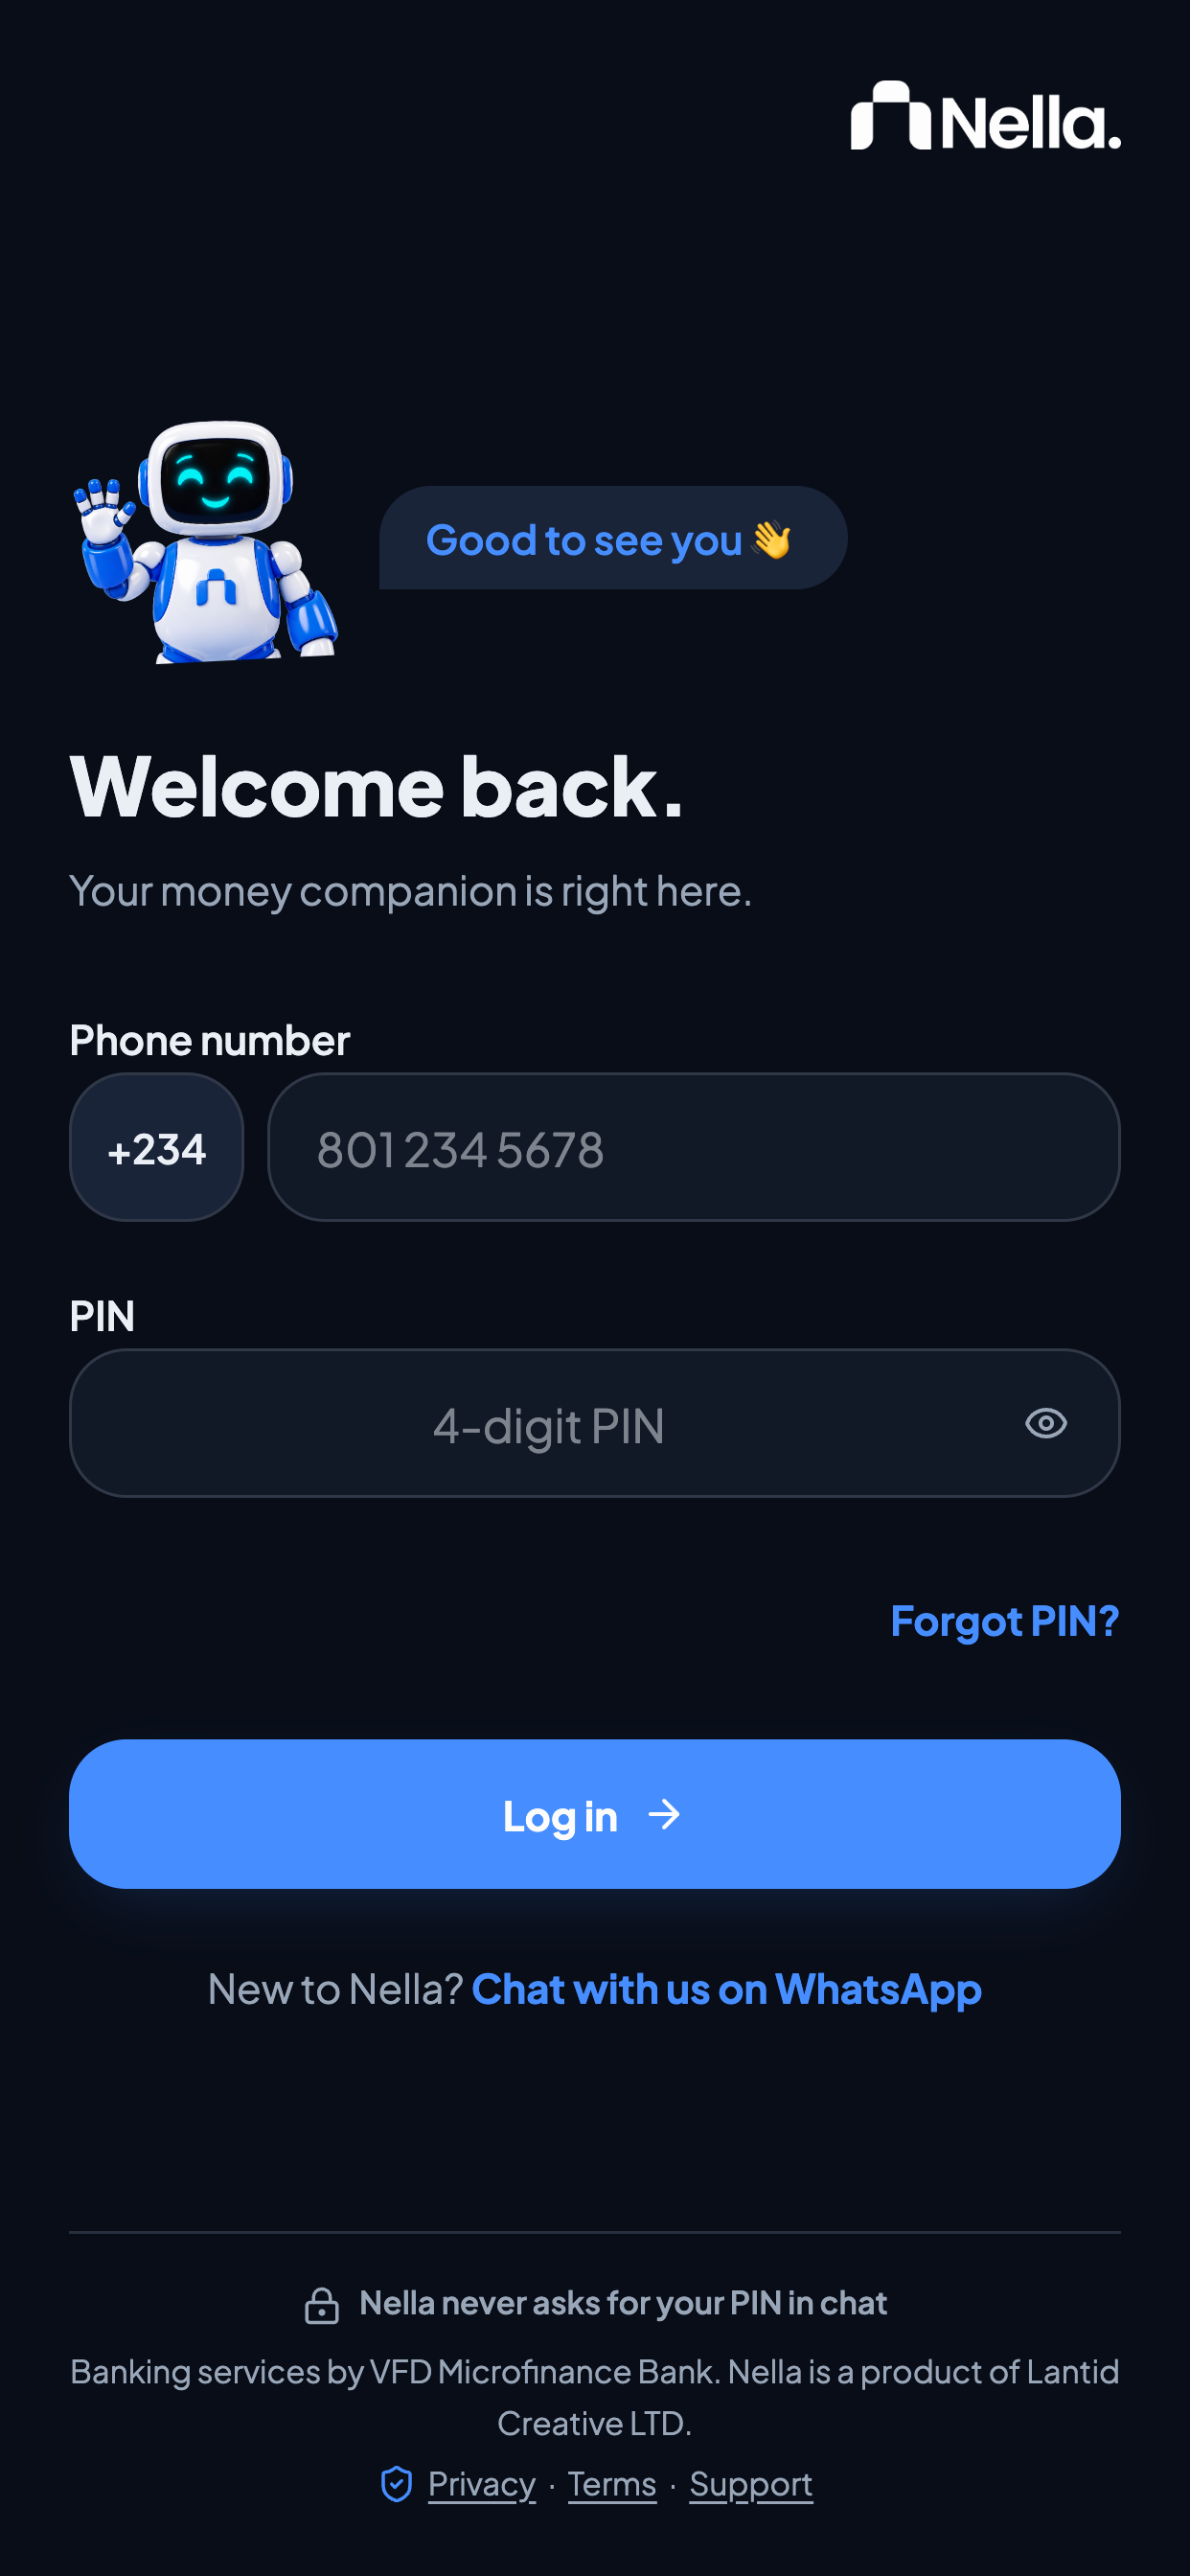 Nella.
Good to see you 👋
Welcome back.
Your money companion is right here.
Phone number
+234
801 234 5678
PIN
4-digit PIN
Forgot PIN?
Log in →
New to Nella? Chat with us on WhatsApp
Nella never asks for your PIN in chat
Banking services by VFD Microfinance Bank. Nella is a product of Lantid
Creative LTD.
Privacy · Terms · Support